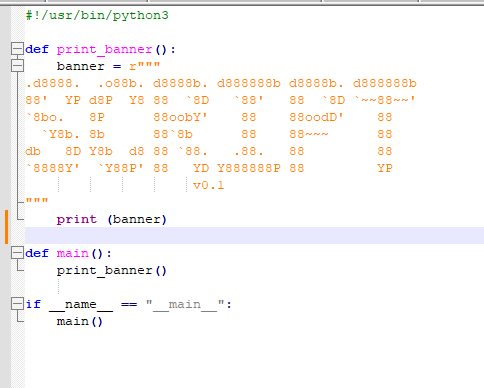 #!/usr/bin/python3
def print_banner():
    banner = r"""
.d8888.  .o88b. d8888b. d888888b d8888b. d888888b
88'  YP d8P  Y8 88  `8D   `88'   88  `8D `~~88~~'
`8bo.   8P      88oobY'    88    88oodD'    88
  `Y8b. 8b      88`8b      88    88~~~      88
db   8D Y8b  d8 88 `88.   .88.   88         88
`8888Y'  `Y88P' 88   YD Y888888P 88         YP
                     v0.1
"""
    print (banner)
def main():
    print_banner()
if __name__ == "__main__":
    main()